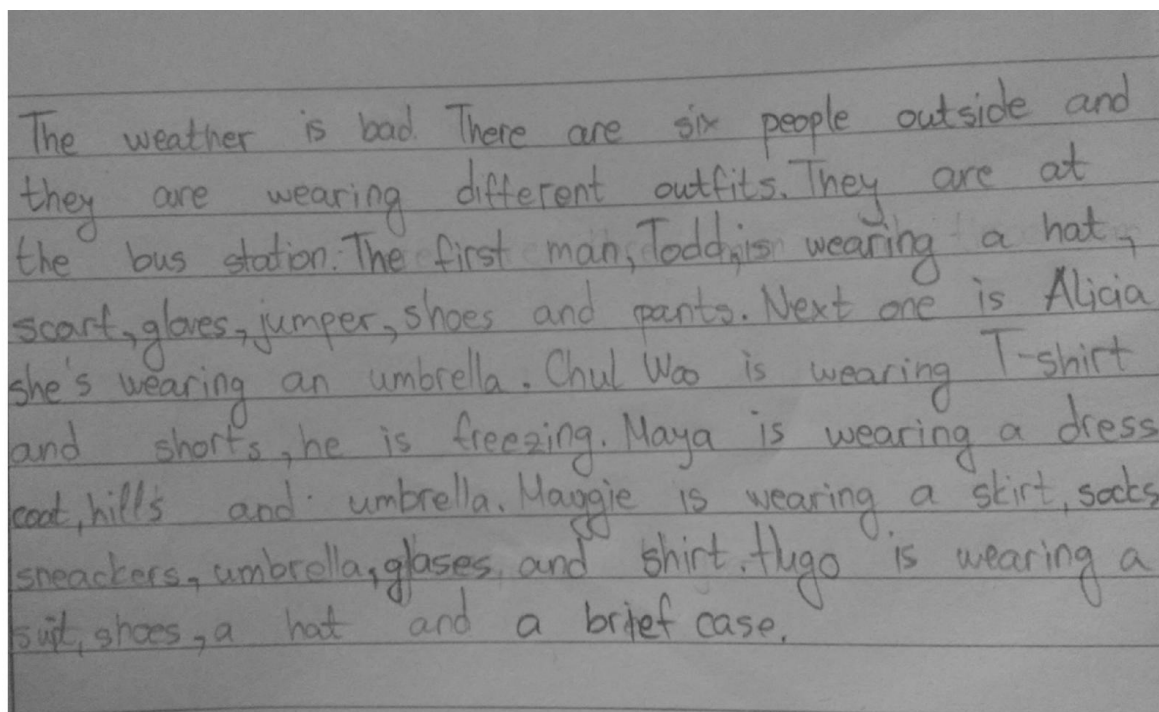 The weather is bad. There are six people outside and
they are wearing different outfits. They are at
the bus station. The first man, Todd, is wearing a hat,
scarf, gloves, jumper, shoes and pants. Next one is Alicia
she's wearing an umbrella. Chul Woo is wearing T-shirt
and shorts, he is freezing. Maya is wearing a dress
coat, hill's and umbrella. Maggie is wearing a skirt, socks
sneackers, umbrella, glases, and shirt. Hugo is wearing a
suit, shoes, a hat and a brief case.